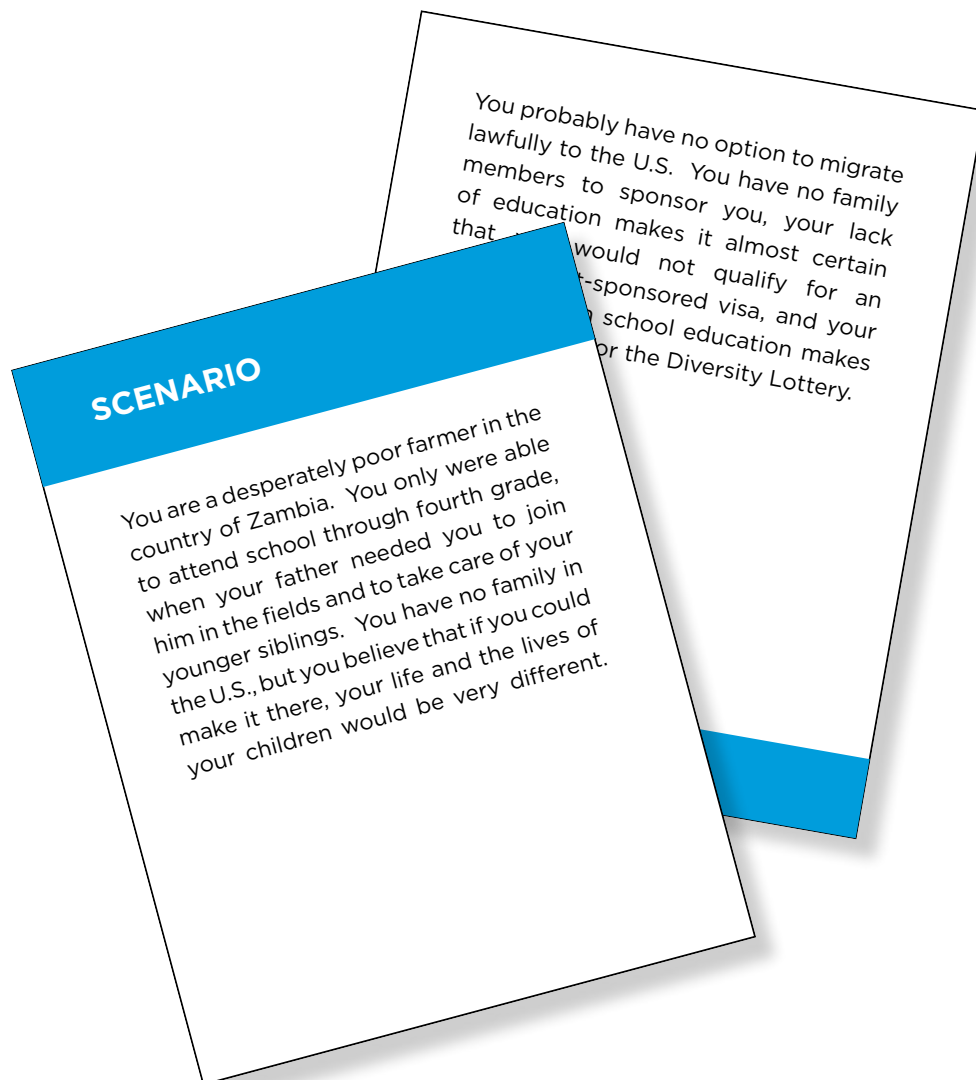 SCENARIO
You are a desperately poor farmer in the
country of Zambia. You only were able
to attend school through fourth grade,
when your father needed you to join
him in the fields and to take care of your
younger siblings. You have no family in
the U.S., but you believe that if you could
make it there, your life and the lives of
your children would be very different.
You probably have no option to migrate
lawfully to the U.S. You have no family
members to sponsor you, your lack
of education makes it almost certain
that would not qualify for an
-sponsored visa, and your
school education makes
or the Diversity Lottery.